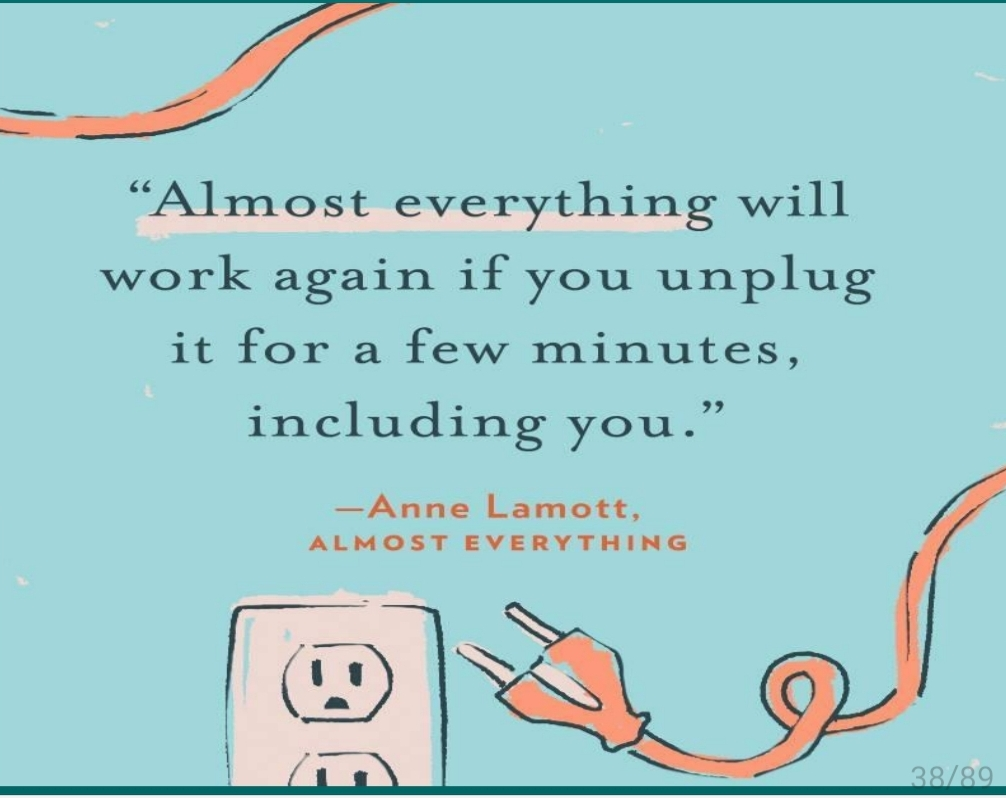 “Almost everything will
work again if you unplug
it for a few minutes,
including you.”
—Anne Lamott,
ALMOST EVERYTHING
38/89